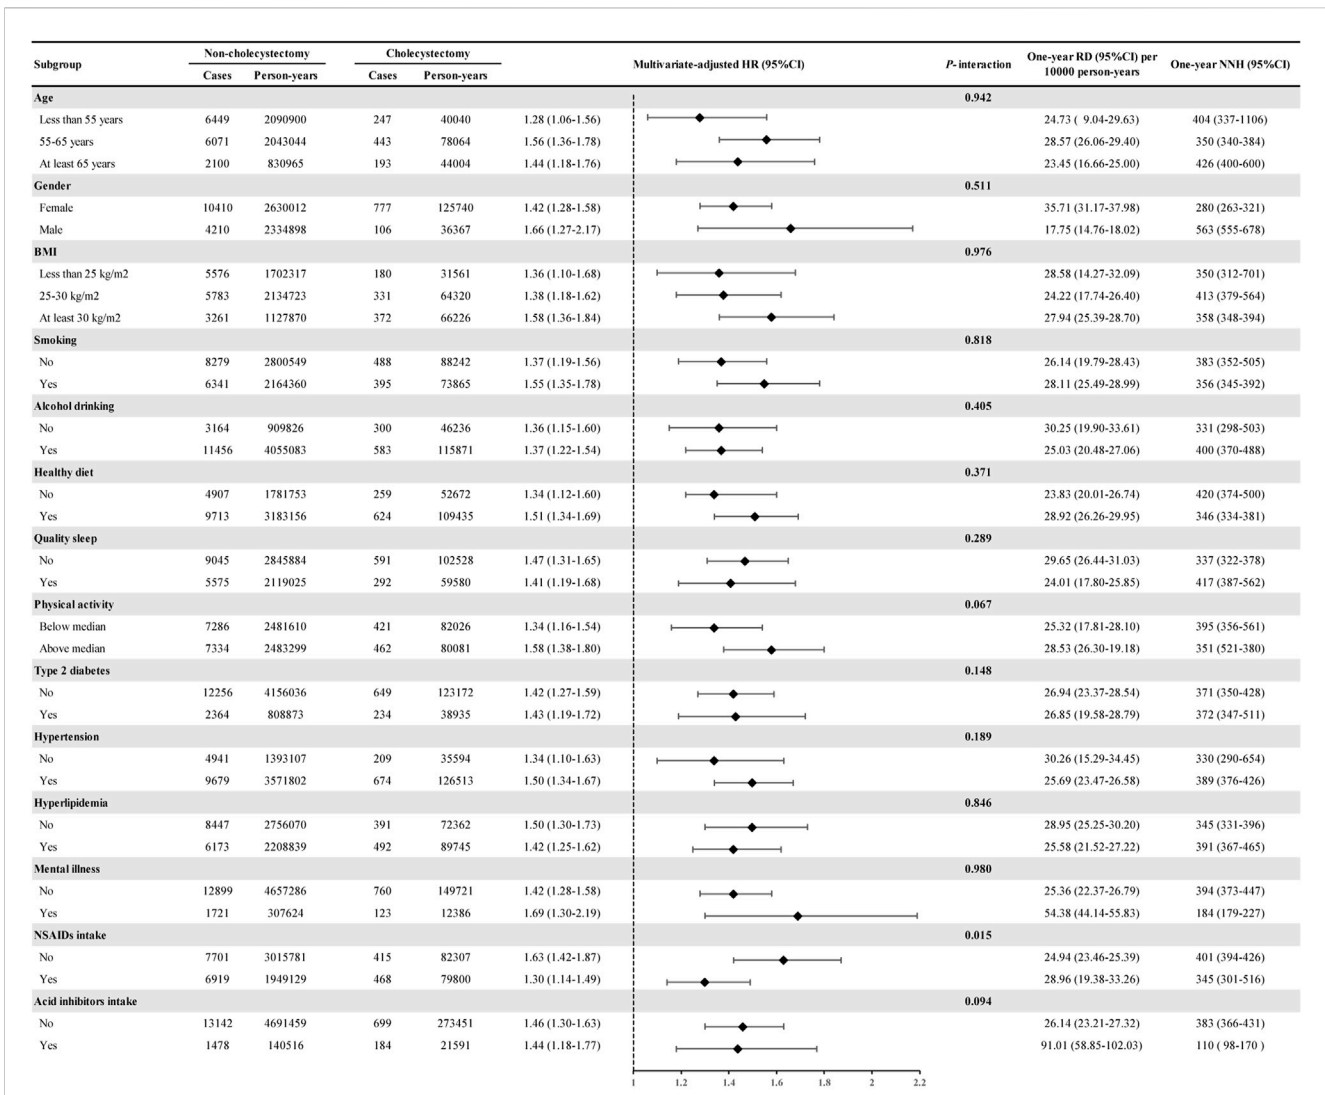 Subgroup Non-cholecystectomy Cholecystectomy Multivariate-adjusted HR (95%CI) P- interaction One-year RD (95%CI) per 10000 person-years One-year NNH (95%CI)
Cases Person-years Cases Person-years
Age 0.942
Less than 55 years 6449 2090900 247 40040 1.28 (1.06-1.56) 24.73 ( 9.04-29.63) 404 (337-1106)
55-65 years 6071 2043044 443 78064 1.56 (1.36-1.78) 28.57 (26.06-29.40) 350 (340-384)
At least 65 years 2100 830965 193 44004 1.44 (1.18-1.76) 23.45 (16.66-25.00) 426 (400-600)
Gender 0.511
Female 10410 2630012 777 125740 1.42 (1.28-1.58) 35.71 (31.17-37.98) 280 (263-321)
Male 4210 2334898 106 36367 1.66 (1.27-2.17) 17.75 (14.76-18.02) 563 (555-678)
BMI 0.976
Less than 25 kg/m2 5576 1702317 180 31561 1.36 (1.10-1.68) 28.58 (14.27-32.09) 350 (312-701)
25-30 kg/m2 5783 2134723 331 64320 1.38 (1.18-1.62) 24.22 (17.74-26.40) 413 (379-564)
At least 30 kg/m2 3261 1127870 372 66226 1.58 (1.36-1.84) 27.94 (25.39-28.70) 358 (348-394)
Smoking 0.818
No 8279 2800549 488 88242 1.37 (1.19-1.56) 26.14 (19.79-28.43) 383 (352-505)
Yes 6341 2164360 395 73865 1.55 (1.35-1.78) 28.11 (25.49-28.99) 356 (345-392)
Alcohol drinking 0.405
No 3164 909826 300 46236 1.36 (1.15-1.60) 30.25 (19.90-33.61) 331 (298-503)
Yes 11456 4055083 583 115871 1.37 (1.22-1.54) 25.03 (20.48-27.06) 400 (370-488)
Healthy diet 0.371
No 4907 1781753 259 52672 1.34 (1.12-1.60) 23.83 (20.01-26.74) 420 (374-500)
Yes 9713 3183156 624 109435 1.51 (1.34-1.69) 28.92 (26.26-29.95) 346 (334-381)
Quality sleep 0.289
No 9045 2845884 591 102528 1.47 (1.31-1.65) 29.65 (26.44-31.03) 337 (322-378)
Yes 5575 2119025 292 59580 1.41 (1.19-1.68) 24.01 (17.80-25.85) 417 (387-562)
Physical activity 0.067
Below median 7286 2481610 421 82026 1.34 (1.16-1.54) 25.32 (17.81-28.10) 395 (356-561)
Above median 7334 2483299 462 80081 1.58 (1.38-1.80) 28.53 (26.30-19.18) 351 (521-380)
Type 2 diabetes 0.148
No 12256 4156036 649 123172 1.42 (1.27-1.59) 26.94 (23.37-28.54) 371 (350-428)
Yes 2364 808873 234 38935 1.43 (1.19-1.72) 26.85 (19.58-28.79) 372 (347-511)
Hypertension 0.189
No 4941 1393107 209 35594 1.34 (1.10-1.63) 30.26 (15.29-34.45) 330 (290-654)
Yes 9679 3571802 674 126513 1.50 (1.34-1.67) 25.69 (23.47-26.58) 389 (376-426)
Hyperlipidemia 0.846
No 8447 2756070 391 72362 1.50 (1.30-1.73) 28.95 (25.25-30.20) 345 (331-396)
Yes 6173 2208839 492 89745 1.42 (1.25-1.62) 25.58 (21.52-27.22) 391 (367-465)
Mental illness 0.980
No 12899 4657286 760 149721 1.42 (1.28-1.58) 25.36 (22.37-26.79) 394 (373-447)
Yes 1721 307624 123 12386 1.69 (1.30-2.19) 54.38 (44.14-55.83) 184 (179-227)
NSAIDs intake 0.015
No 7701 3015781 415 82307 1.63 (1.42-1.87) 24.94 (23.46-25.39) 401 (394-426)
Yes 6919 1949129 468 79800 1.30 (1.14-1.49) 28.96 (19.38-33.26) 345 (301-516)
Acid inhibitors intake 0.094
No 13142 4691459 699 273451 1.46 (1.30-1.63) 26.14 (23.21-27.32) 383 (366-431)
Yes 1478 140516 184 21591 1.44 (1.18-1.77) 91.01 (58.85-102.03) 110 ( 98-170 )
1 1.2 1.4 1.6 1.8 2 2.2